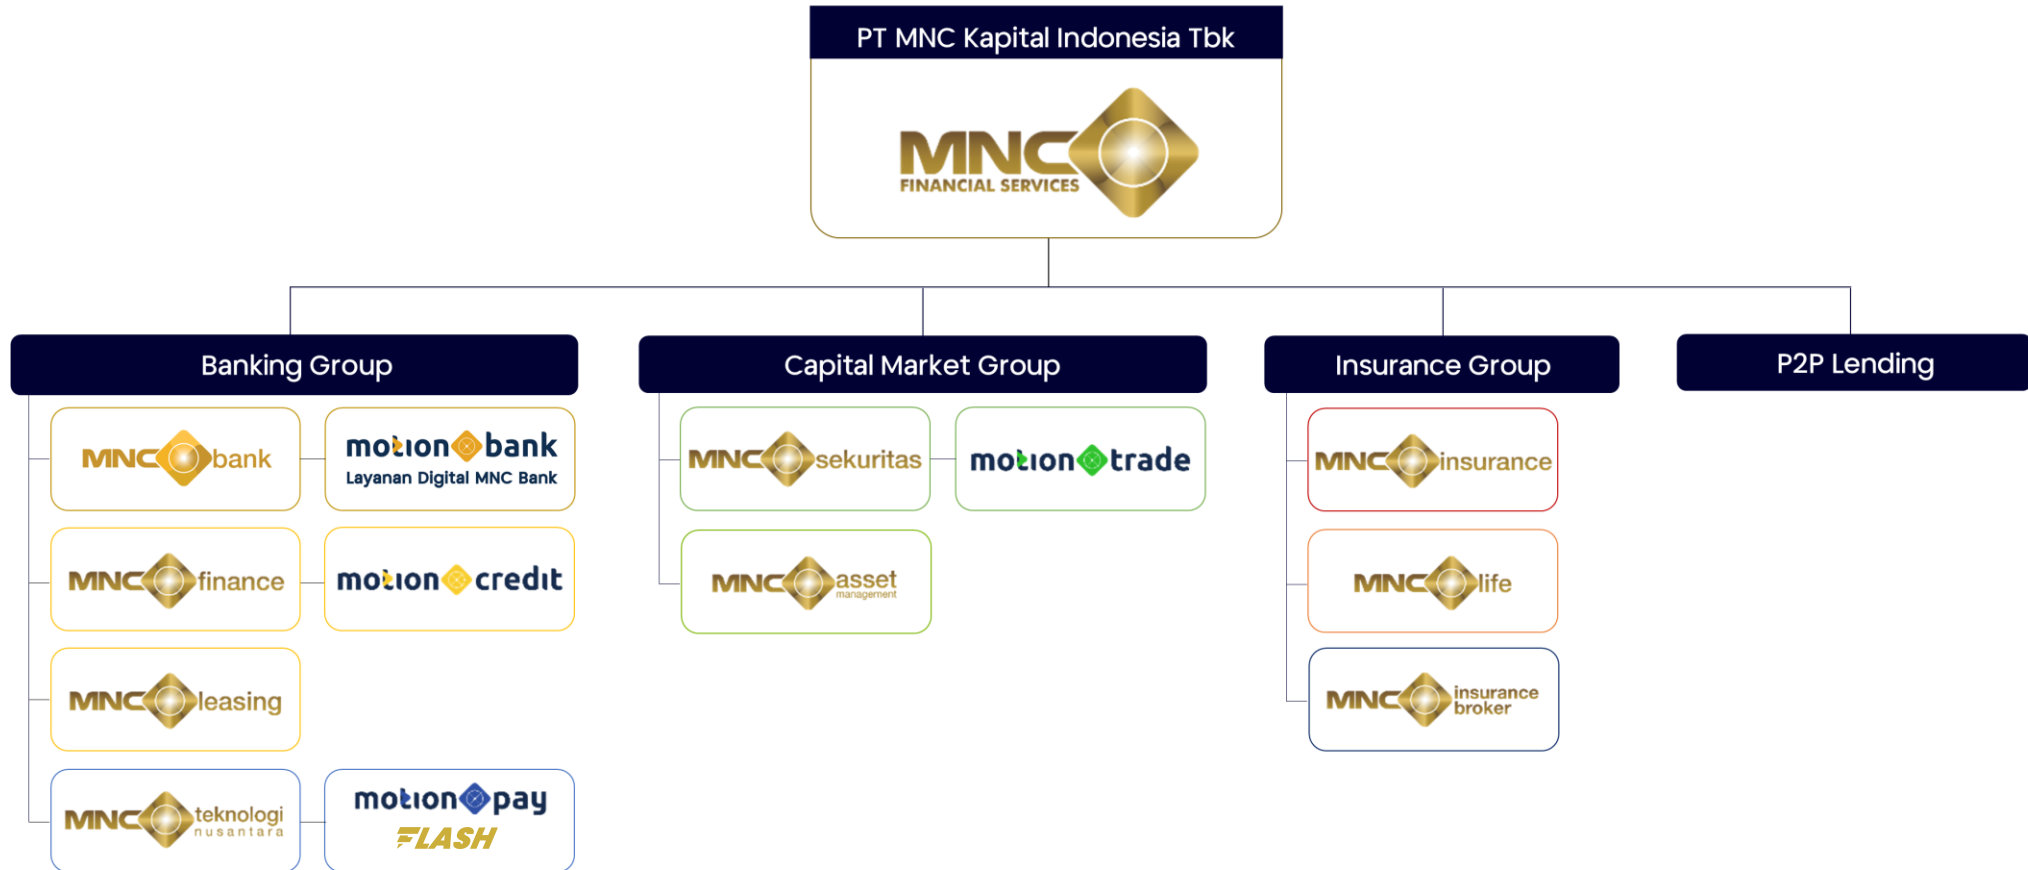 PT MNC Kapital Indonesia Tbk
MNC
FINANCIAL SERVICES
Banking Group
MNC bank
motion bank
Layanan Digital MNC Bank
MNC finance
motion credit
MNC leasing
MNC teknologi
nusantara
motion pay
FLASH
Capital Market Group
MNC sekuritas
motion trade
MNC asset
management
Insurance Group
MNC insurance
MNC life
MNC insurance
broker
P2P Lending